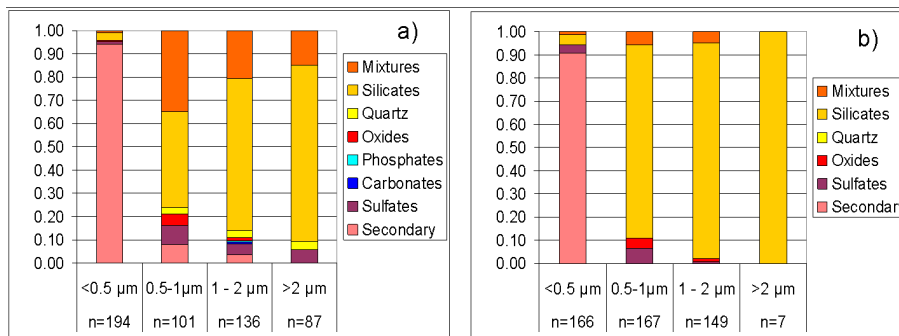 a)
1.00
0.90
0.80
0.70
0.60
0.50
0.40
0.30
0.20
0.10
0.00
Mixtures
Silicates
Quartz
Oxides
Phosphates
Carbonates
Sulfates
Secondary
<0.5 µm 0.5-1µm 1 - 2 µm >2 µm
n=194 n=101 n=136 n=87
b)
1.00
0.90
0.80
0.70
0.60
0.50
0.40
0.30
0.20
0.10
0.00
Mixtures
Silicates
Quartz
Oxides
Sulfates
Secondary
<0.5 µm 0.5-1µm 1 - 2 µm >2 µm
n=166 n=167 n=149 n=7